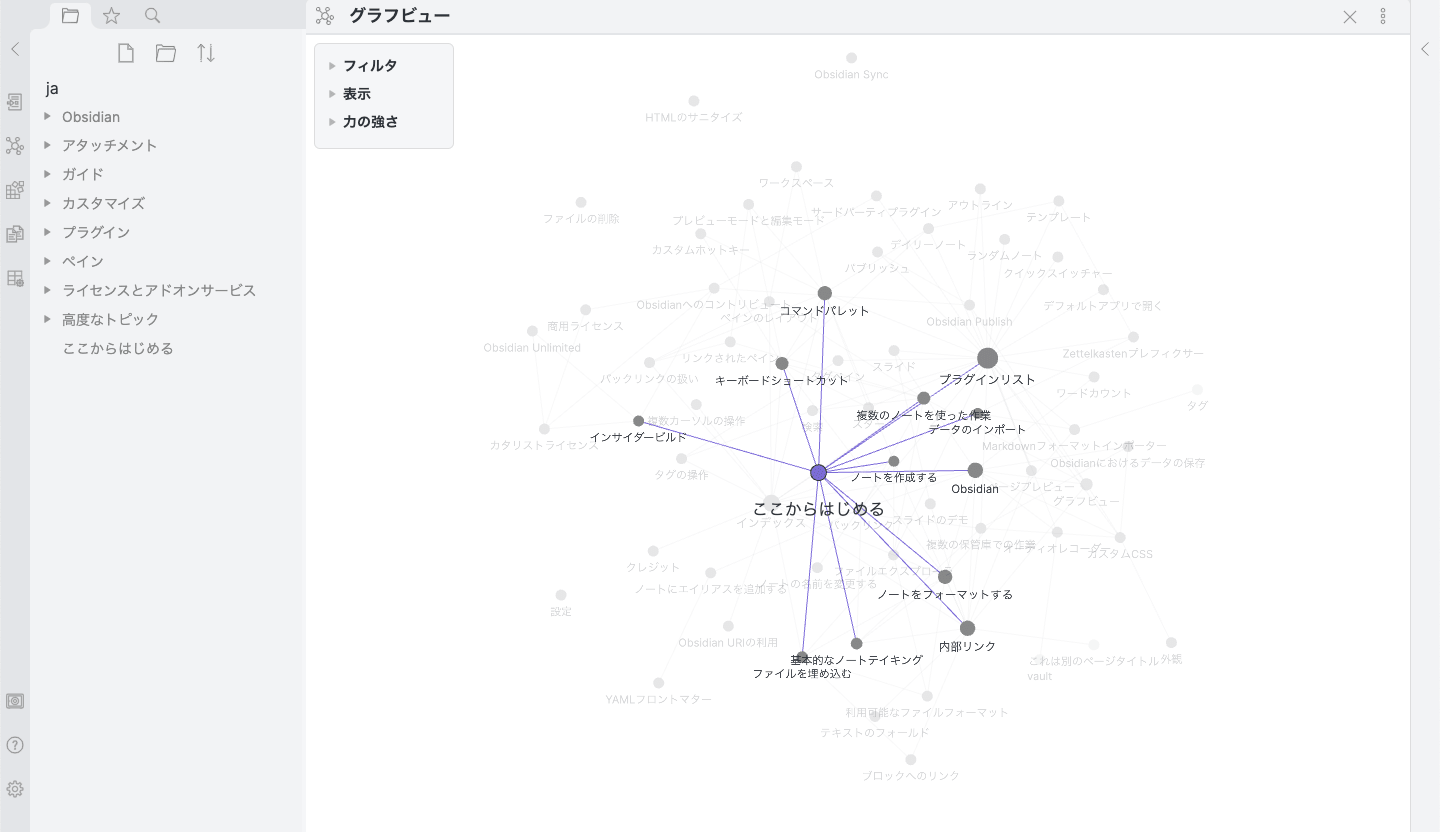 グラフビュー
ja
Obsidian
アタッチメント
ガイド
カスタマイズ
プラグイン
ペイン
ライセンスとアドオンサービス
高度なトピック
ここからはじめる
フィルタ
表示
力の強さ
Obsidian Sync
HTMLのサニタイズ
ワークスペース
ファイルの削除
プレビューモードと編集モード
サードパーティプラグイン
アウトライン
テンプレート
カスタムホットキー
デイリーノート
ランダムノート
パブリッシュ
クイックスイッチャー
Obsidianへのコントリビュート
デフォルトアプリで開く
コマンドパレット
ペインのレイアウト
Obsidian Publish
商用ライセンス
Obsidian Unlimited
リンクされたペイン
Zettelkastenプレフィクサー
スライド
バックリンクの扱い
キーボードショートカット
タグペイン
プラグインリスト
ワードカウント
タグ
複数カーソルの操作
検索
複数のノートを使った作業
データのインポート
インサイダービルド
カタリストライセンス
Markdownフォーマットインポーター
Obsidianにおけるデータの保存
タグの操作
ノートを作成する
Obsidian
ページプレビュー
グラフビュー
ここからはじめる
インデックス
バックリンク
スライドのデモ
複数の保管庫での作業
オーディオレコーダー
カスタムCSS
クレジット
ファイルエクスプローラ
ノートにエイリアスを追加する
ノートの名前を変更する
ノートをフォーマットする
設定
Obsidian URIの利用
内部リンク
基本的なノートテイキング
ファイルを埋め込む
これは別のページタイトル
外観
vault
YAMLフロントマター
利用可能なファイルフォーマット
テキストのフォールド
ブロックへのリンク